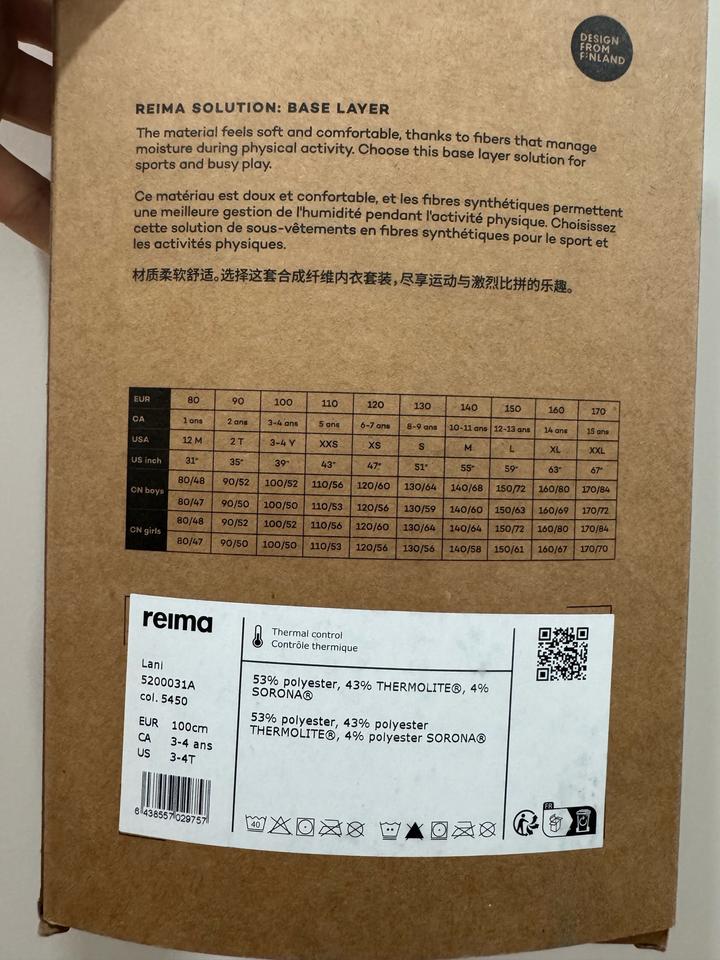 DESIGN
FROM
FINLAND
REIMA SOLUTION: BASE LAYER
The material feels soft and comfortable, thanks to fibers that manage
moisture during physical activity. Choose this base layer solution for
sports and busy play.
Ce matériau est doux et confortable, et les fibres synthétiques permettent
une meilleure gestion de l'humidité pendant l'activité physique. Choisissez
cette solution de sous-vêtements en fibres synthétiques pour le sport et
les activités physiques.
材质柔软舒适。选择这套合成纤维内衣套装,尽享运动与激烈比拼的乐趣。
EUR 80 90 100 110 120 130 140 150 160 170
CA 1 ans 2 ans 3-4 ans 5 ans 6-7 ans 8-9 ans 10-11 ans 12-13 ans 14 ans 15 ans
USA 12 M 2 T 3-4 Y XXS XS S M L XL XXL
US inch 31" 35" 39" 43" 47" 51" 55" 59" 63" 67"
CN boys 80/48 90/52 100/52 110/56 120/60 130/64 140/68 150/72 160/80 170/84
80/47 90/50 100/50 110/53 120/56 130/59 140/60 150/63 160/69 170/72
CN girls 80/48 90/52 100/52 110/56 120/60 130/64 140/64 150/72 160/80 170/84
80/47 90/50 100/50 110/53 120/56 130/56 140/58 150/61 160/67 170/70
reima
Lani
5200031A
col. 5450
EUR 100cm
CA 3-4 ans
US 3-4T
6 438557 029757
Thermal control
Contrôle thermique
53% polyester, 43% THERMOLITE®, 4%
SORONA®
53% polyester, 43% polyester
THERMOLITE®, 4% polyester SORONA®
40
FR